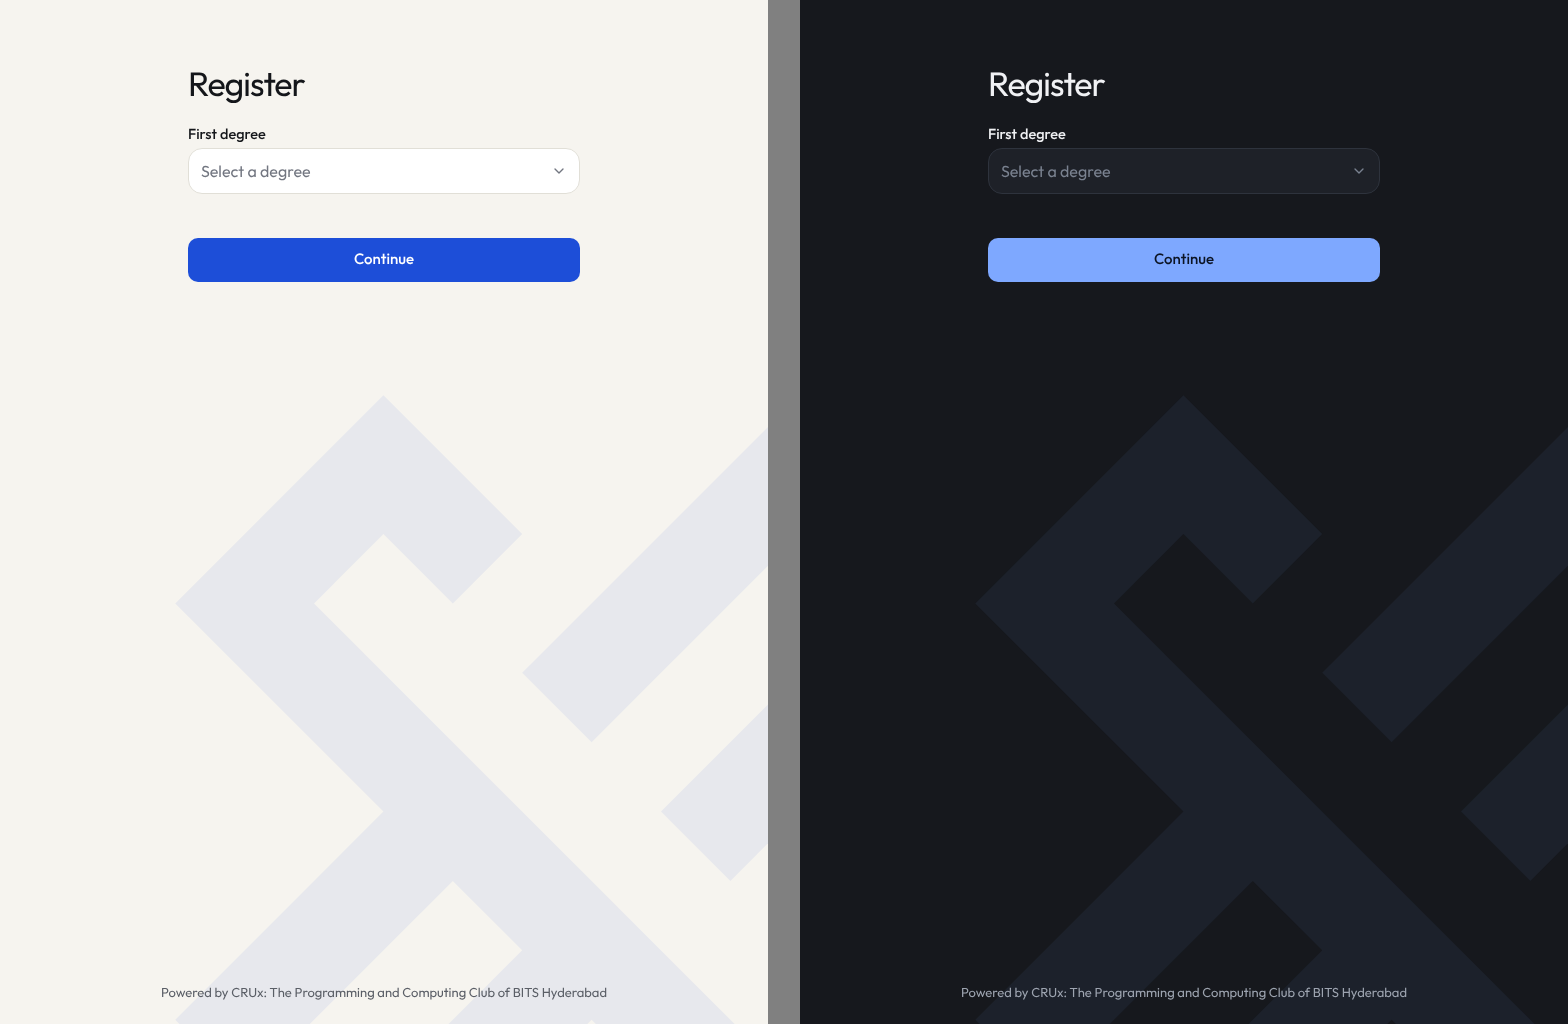 Register
First degree
Select a degree
Continue
Powered by CRUx: The Programming and Computing Club of BITS Hyderabad
Register
First degree
Select a degree
Continue
Powered by CRUx: The Programming and Computing Club of BITS Hyderabad